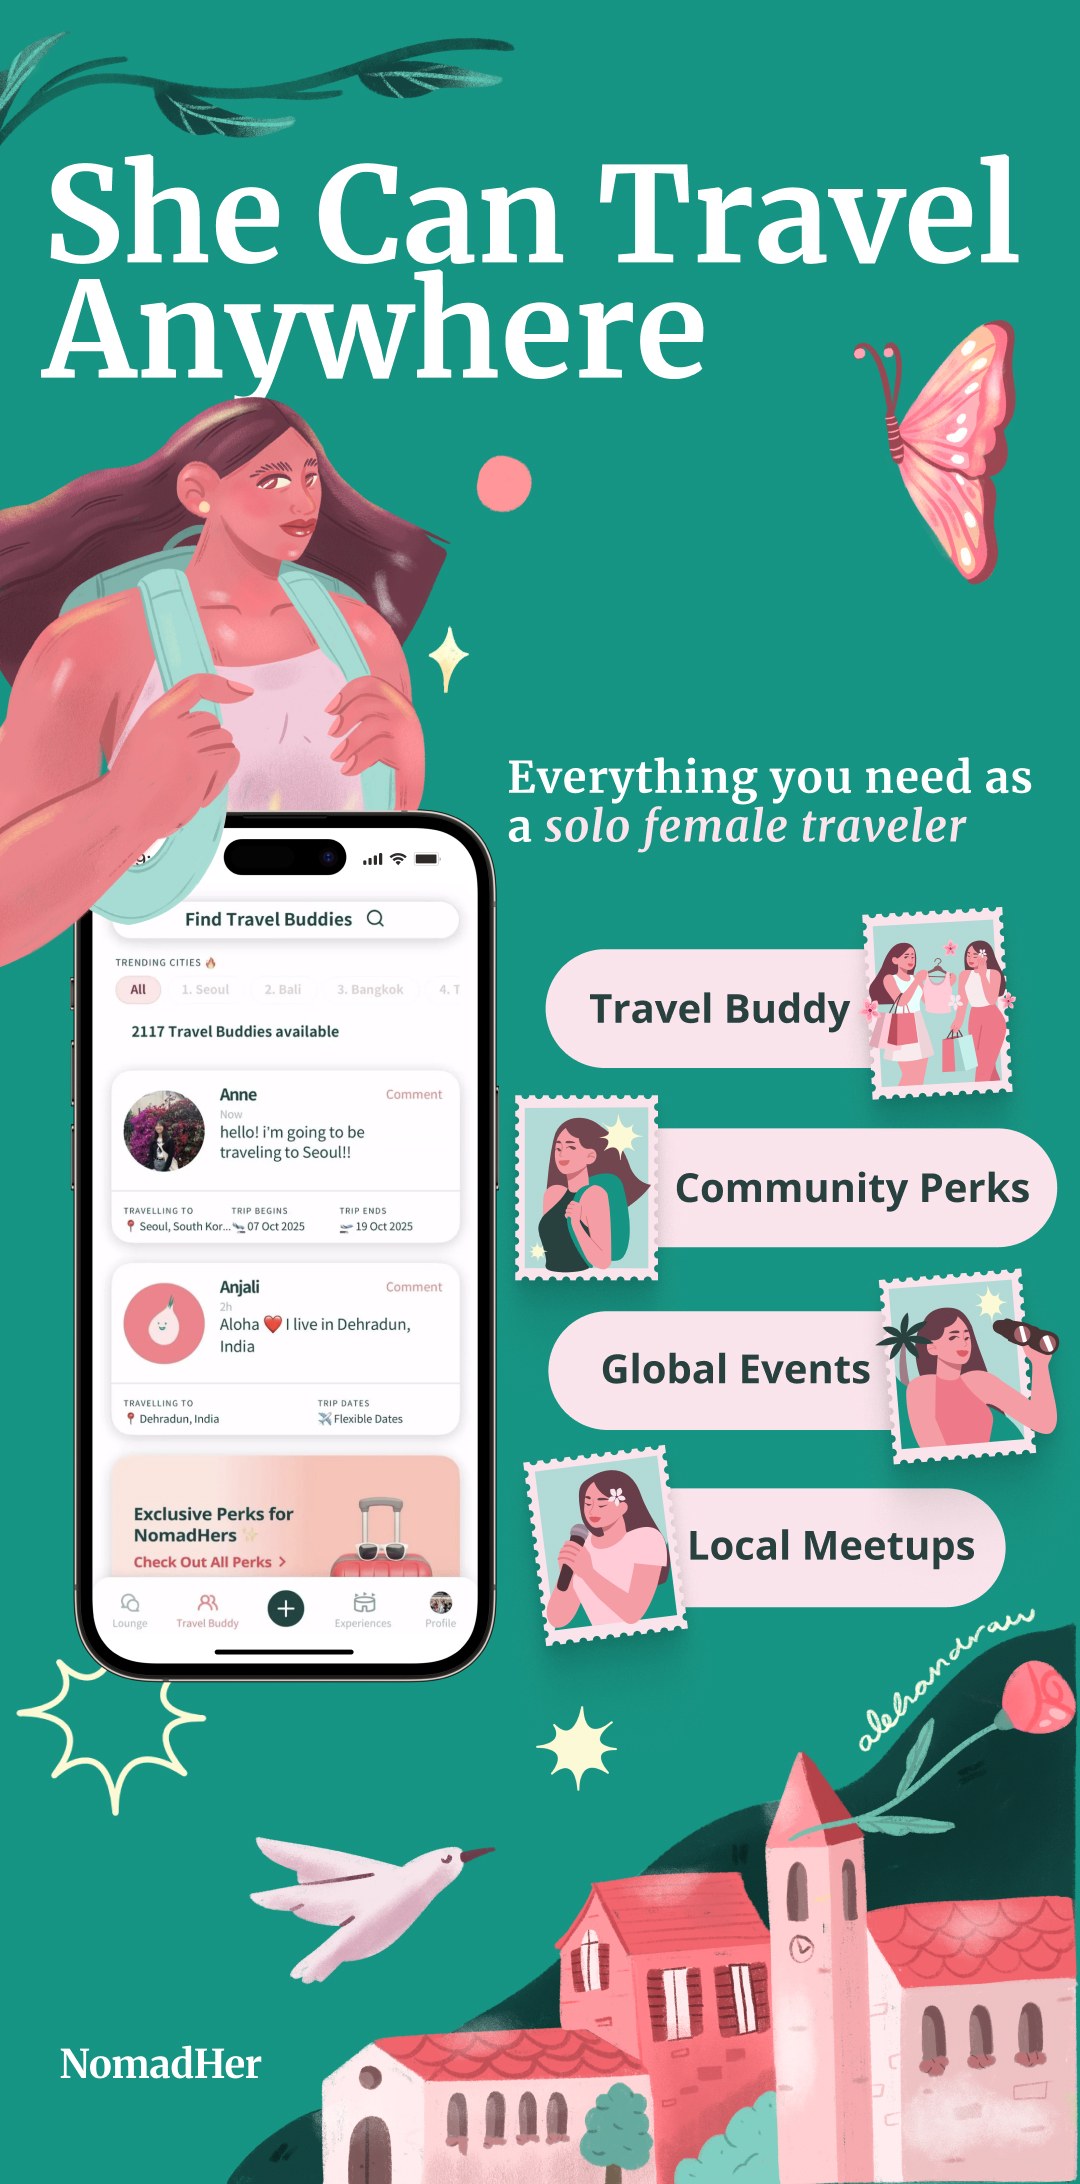 She Can Travel
Anywhere
Everything you need as
a solo female traveler
9:
Find Travel Buddies
TRENDING CITIES 🔥
All 1. Seoul 2. Bali 3. Bangkok 4. T
2117 Travel Buddies available
Anne Comment
Now
hello! i'm going to be
traveling to Seoul!!
TRAVELLING TO TRIP BEGINS TRIP ENDS
📍 Seoul, South Kor... 🛬 07 Oct 2025 🛫 19 Oct 2025
Anjali Comment
2h
Aloha ❤️ I live in Dehradun,
India
TRAVELLING TO TRIP DATES
📍 Dehradun, India ✈️ Flexible Dates
Exclusive Perks for
NomadHers ✨
Check Out All Perks >
Lounge Travel Buddy + Experiences Profile
Travel Buddy
Community Perks
Global Events
Local Meetups
alehandraw
NomadHer